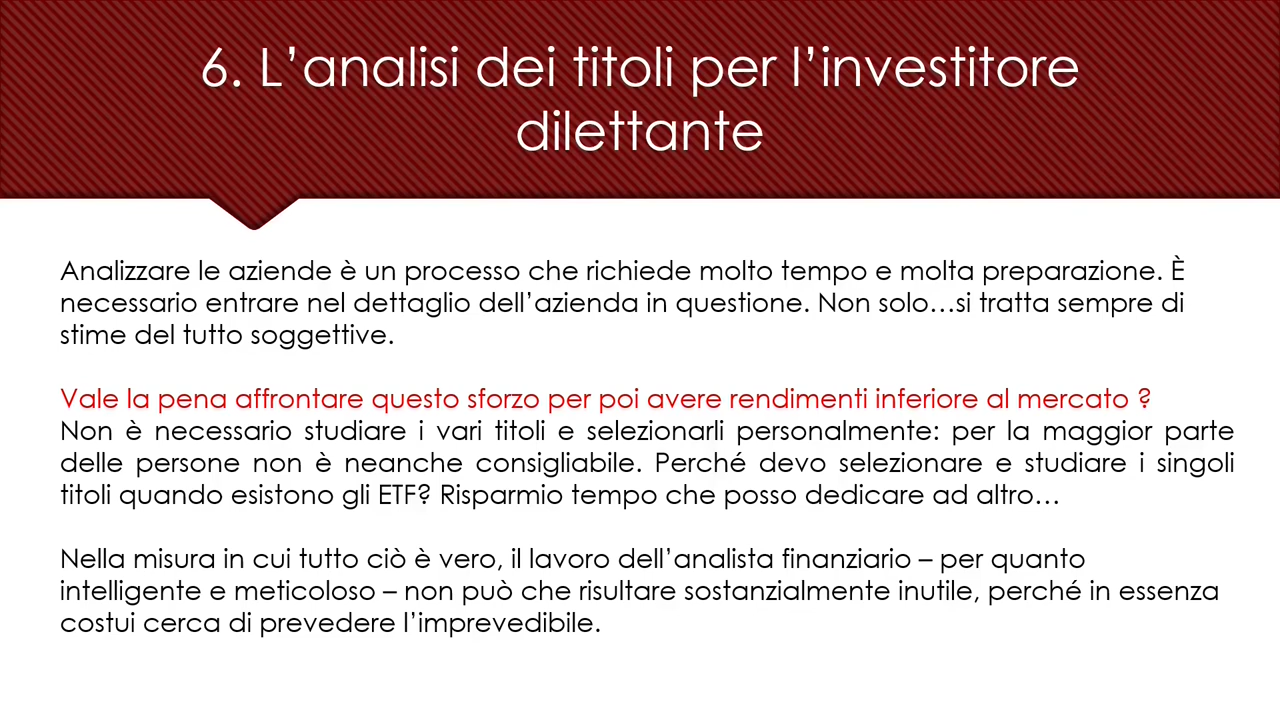 6. L’analisi dei titoli per l’investitore
dilettante
Analizzare le aziende è un processo che richiede molto tempo e molta preparazione. È
necessario entrare nel dettaglio dell’azienda in questione. Non solo…si tratta sempre di
stime del tutto soggettive.
Vale la pena affrontare questo sforzo per poi avere rendimenti inferiore al mercato ?
Non è necessario studiare i vari titoli e selezionarli personalmente: per la maggior parte
delle persone non è neanche consigliabile. Perché devo selezionare e studiare i singoli
titoli quando esistono gli ETF? Risparmio tempo che posso dedicare ad altro…
Nella misura in cui tutto ciò è vero, il lavoro dell’analista finanziario – per quanto
intelligente e meticoloso – non può che risultare sostanzialmente inutile, perché in essenza
costui cerca di prevedere l’imprevedibile.